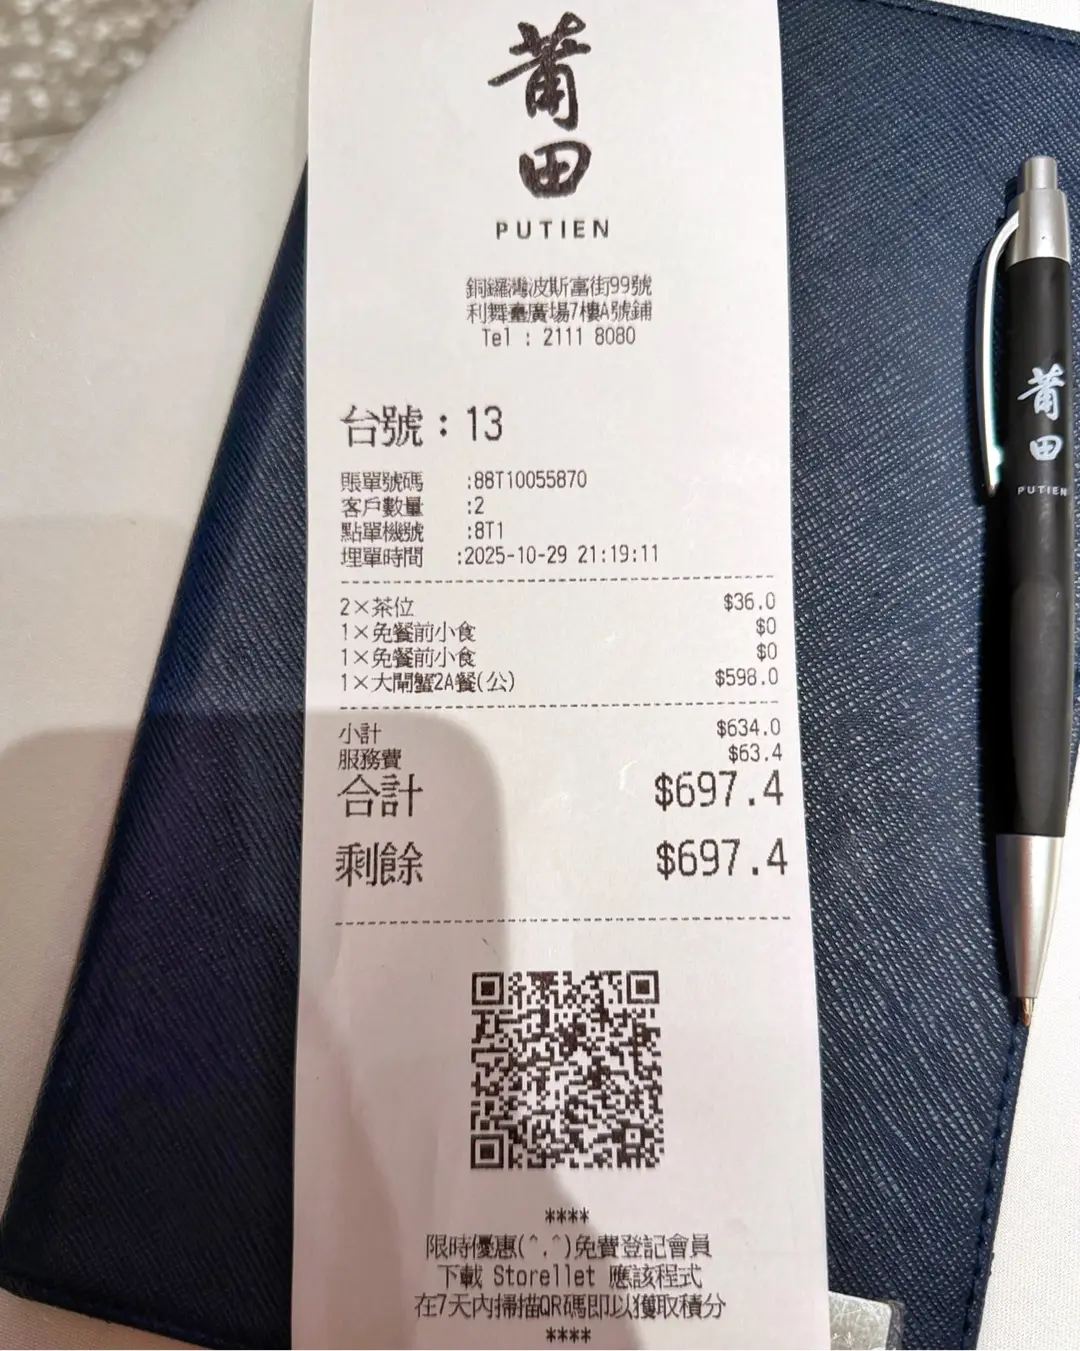 莆田
PUTIEN
銅鑼灣波斯富街99號
利舞臺廣場7樓A號鋪
Tel : 2111 8080
台號：13
賬單號碼 :88T10055870
客戶數量 :2
點單機號 :8T1
埋單時間 :2025-10-29 21:19:11
2×茶位 $36.0
1×免餐前小食 $0
1×免餐前小食 $0
1×大閘蟹2A餐(公) $598.0
小計 $634.0
服務費 $63.4
合計 $697.4
剩餘 $697.4
****
限時優惠(^.^)免費登記會員
下載 Storellet 應該程式
在7天內掃描QR碼即以獲取積分
****
莆田
PUTIEN